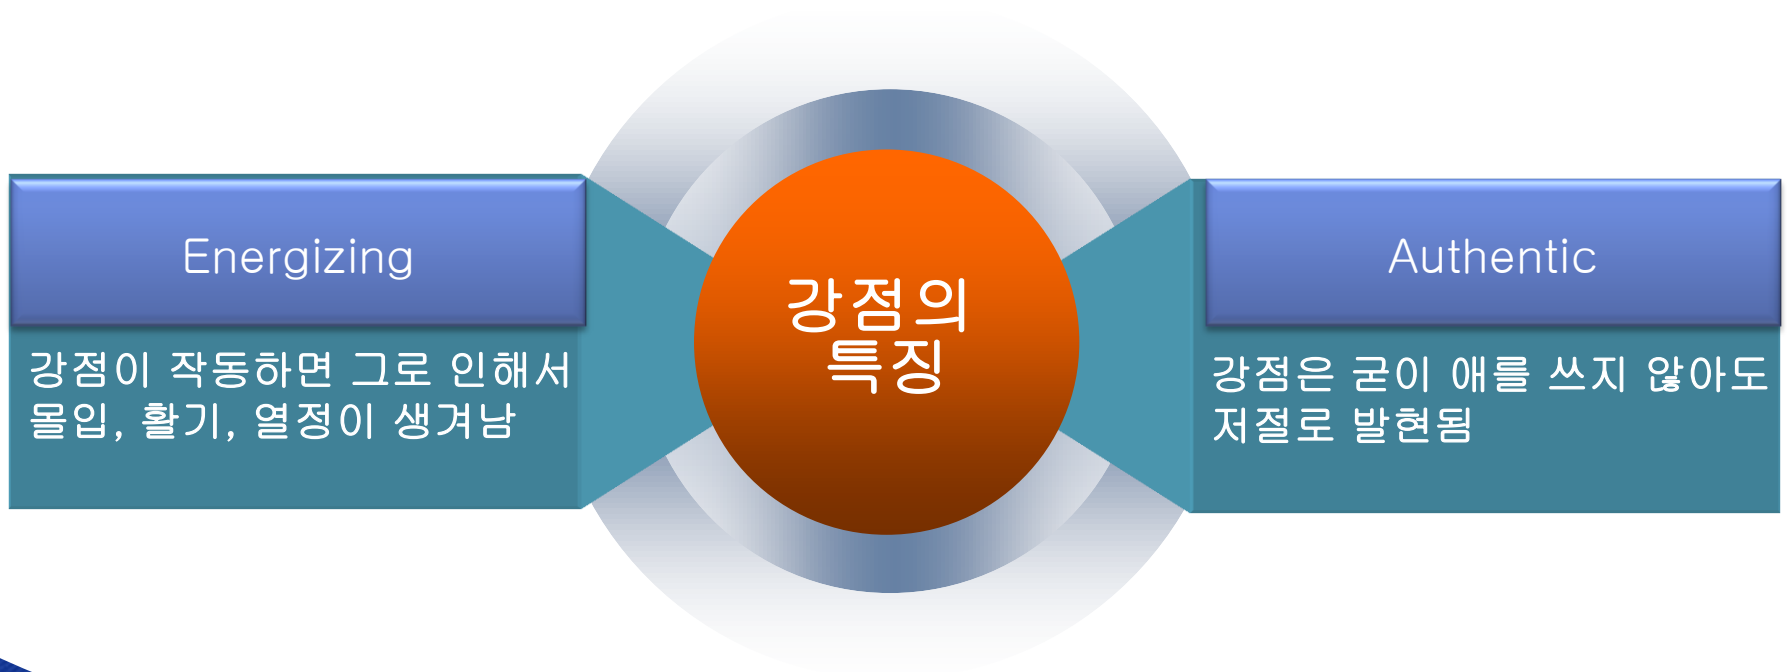 Energizing
강점이 작동하면 그로 인해서
몰입, 활기, 열정이 생겨남
강점의
특징
Authentic
강점은 굳이 애를 쓰지 않아도
저절로 발현됨